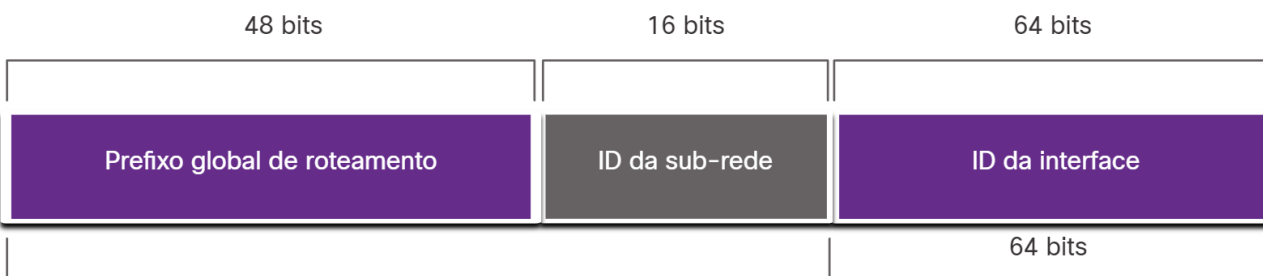 48 bits 16 bits 64 bits
Prefixo global de roteamento ID da sub-rede ID da interface
64 bits